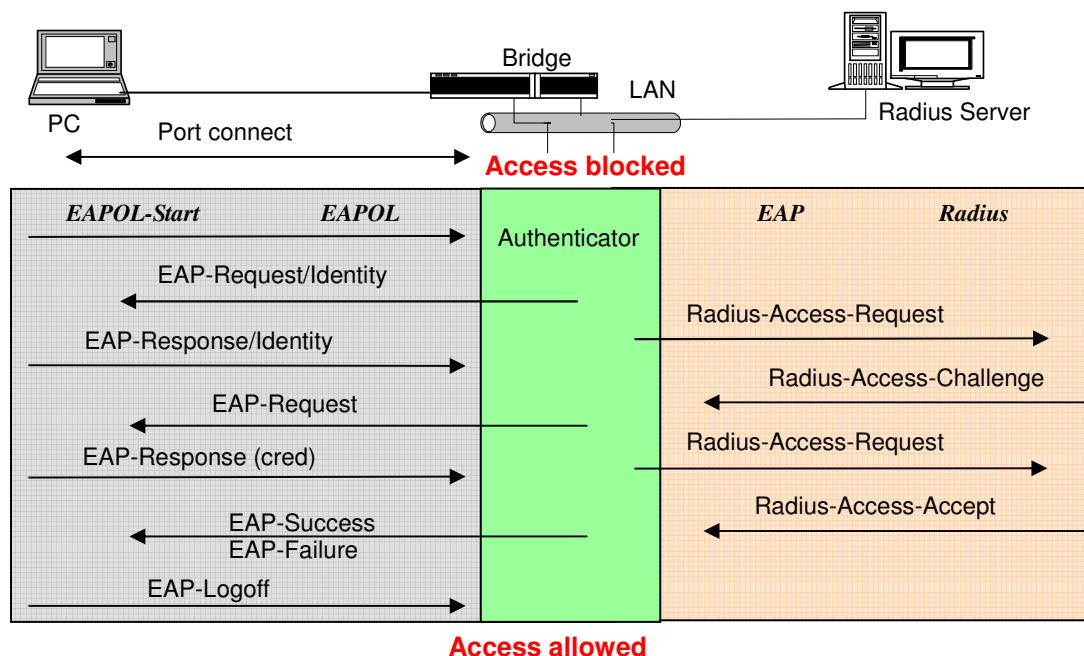 Bridge
LAN
PC
Radius Server
Port connect
Access blocked
EAPOL-Start EAPOL
EAP Radius
Authenticator
EAP-Request/Identity
Radius-Access-Request
EAP-Response/Identity
Radius-Access-Challenge
EAP-Request
Radius-Access-Request
EAP-Response (cred)
Radius-Access-Accept
EAP-Success
EAP-Failure
EAP-Logoff
Access allowed